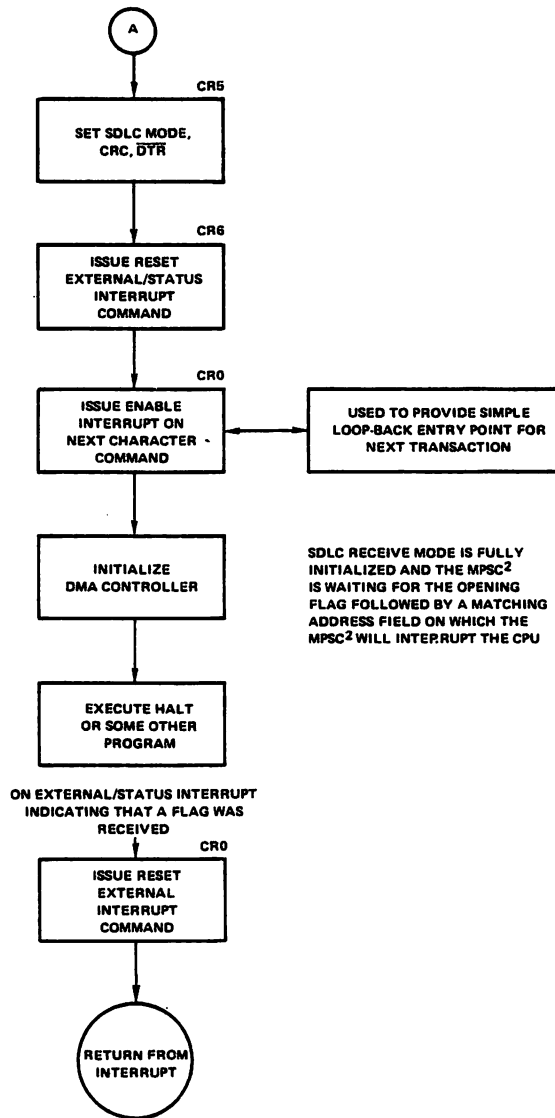 A
CR5
SET SDLC MODE,
CRC, DTR
CR6
ISSUE RESET
EXTERNAL/STATUS
INTERRUPT
COMMAND
CR0
ISSUE ENABLE
INTERRUPT ON
NEXT CHARACTER
COMMAND
USED TO PROVIDE SIMPLE
LOOP-BACK ENTRY POINT FOR
NEXT TRANSACTION
INITIALIZE
DMA CONTROLLER
SDLC RECEIVE MODE IS FULLY
INITIALIZED AND THE MPSC²
IS WAITING FOR THE OPENING
FLAG FOLLOWED BY A MATCHING
ADDRESS FIELD ON WHICH THE
MPSC² WILL INTERRUPT THE CPU
EXECUTE HALT
OR SOME OTHER
PROGRAM
ON EXTERNAL/STATUS INTERRUPT
INDICATING THAT A FLAG WAS
RECEIVED
CR0
ISSUE RESET
EXTERNAL
INTERRUPT
COMMAND
RETURN FROM
INTERRUPT